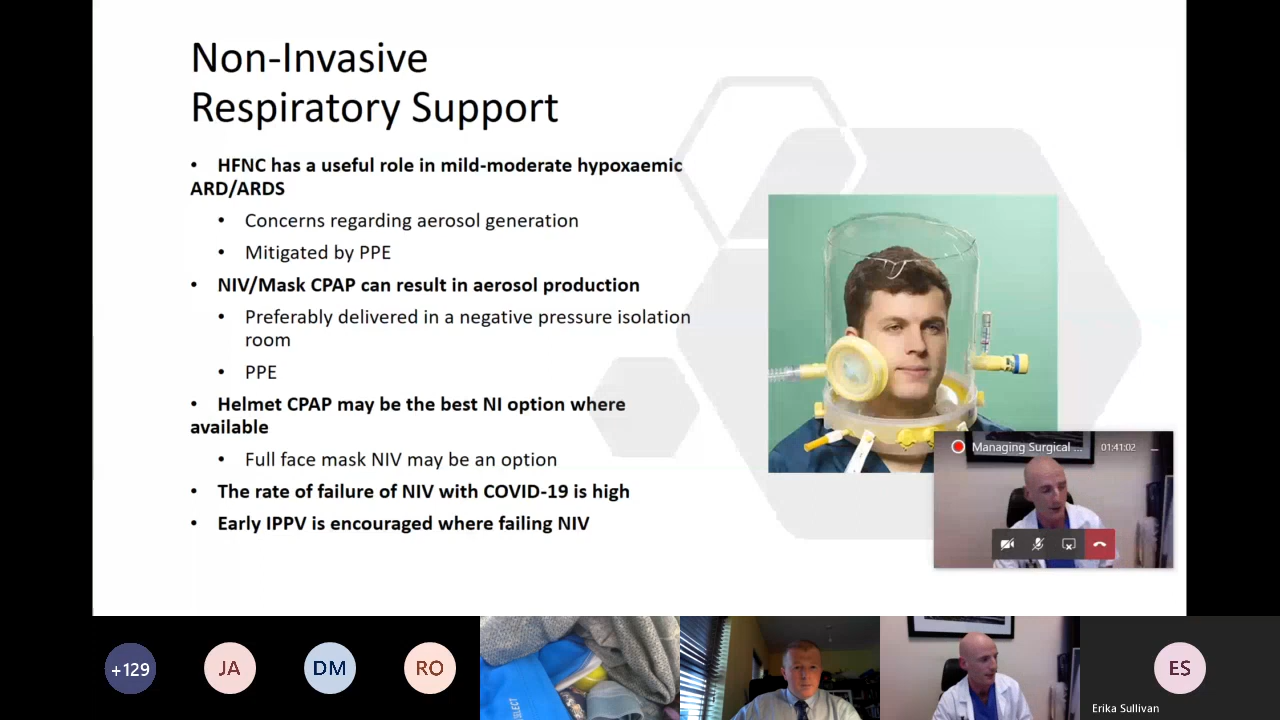 Non-Invasive
Respiratory Support
• HFNC has a useful role in mild-moderate hypoxaemic
ARD/ARDS
• Concerns regarding aerosol generation
• Mitigated by PPE
• NIV/Mask CPAP can result in aerosol production
• Preferably delivered in a negative pressure isolation
room
• PPE
• Helmet CPAP may be the best NI option where
available
• Full face mask NIV may be an option
• The rate of failure of NIV with COVID-19 is high
• Early IPPV is encouraged where failing NIV
Managing Surgical ...
01:41:02
+129
JA
DM
RO
ES
Erika Sullivan